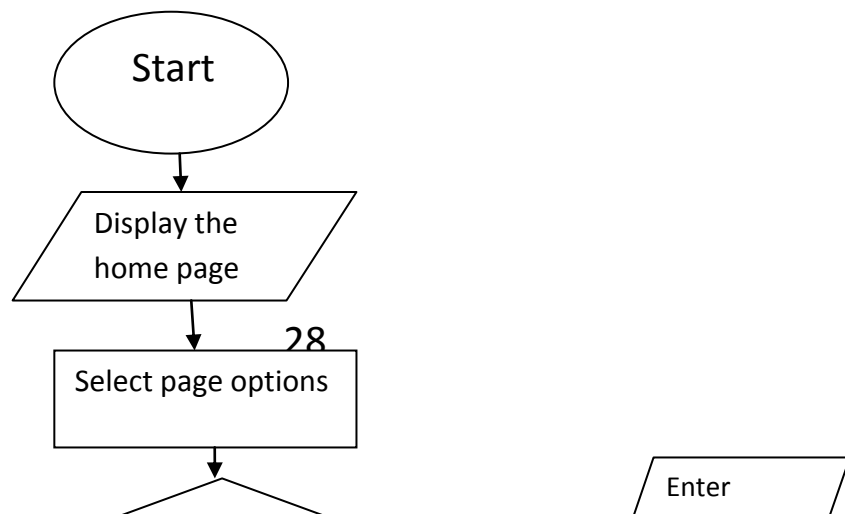 Start
Display the
home page
28
Select page options
Enter